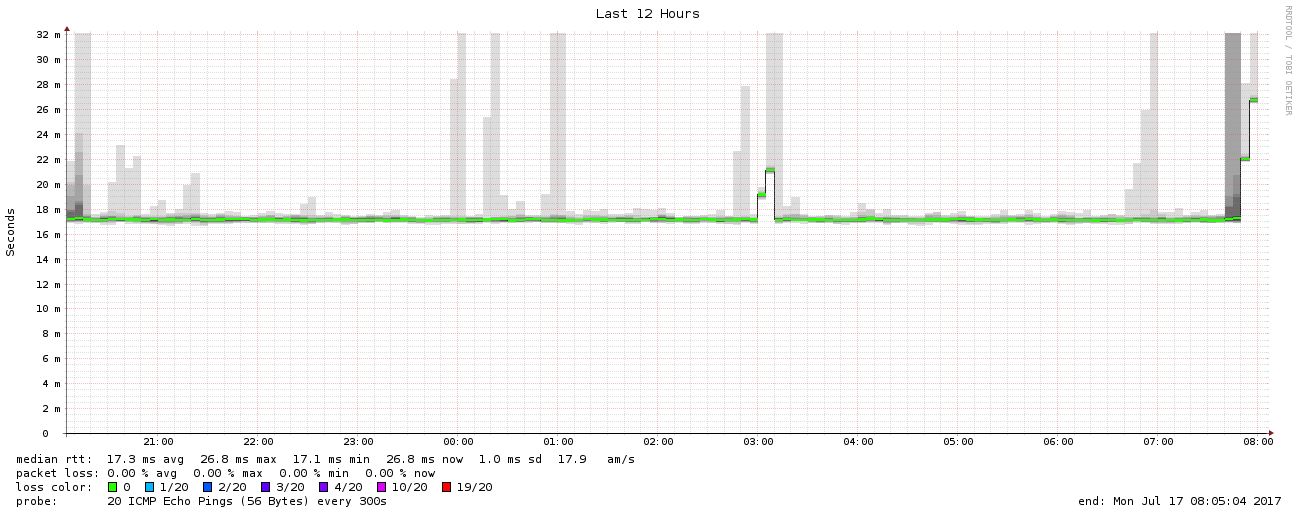 Last 12 Hours
RRDTOOL / TOBI OETIKER
Seconds
32 m
30 m
28 m
26 m
24 m
22 m
20 m
18 m
16 m
14 m
12 m
10 m
8 m
6 m
4 m
2 m
0
21:00 22:00 23:00 00:00 01:00 02:00 03:00 04:00 05:00 06:00 07:00 08:00
median rtt: 17.3 ms avg 26.8 ms max 17.1 ms min 26.8 ms now 1.0 ms sd 17.9 am/s
packet loss: 0.00 % avg 0.00 % max 0.00 % min 0.00 % now
loss color: 0 1/20 2/20 3/20 4/20 10/20 19/20
probe: 20 ICMP Echo Pings (56 Bytes) every 300s end: Mon Jul 17 08:05:04 2017